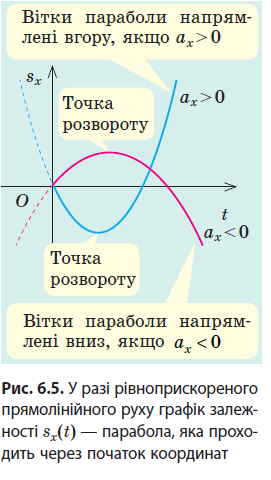 Вітки параболи напрям-
лені вгору, якщо aₓ > 0
sₓ
Точка
розвороту
aₓ > 0
O
t
aₓ < 0
Точка
розвороту
Вітки параболи напрям-
лені вниз, якщо aₓ < 0
Рис. 6.5. У разі рівноприскореного
прямолінійного руху графік залеж-
ності sₓ(t) — парабола, яка прохо-
дить через початок координат